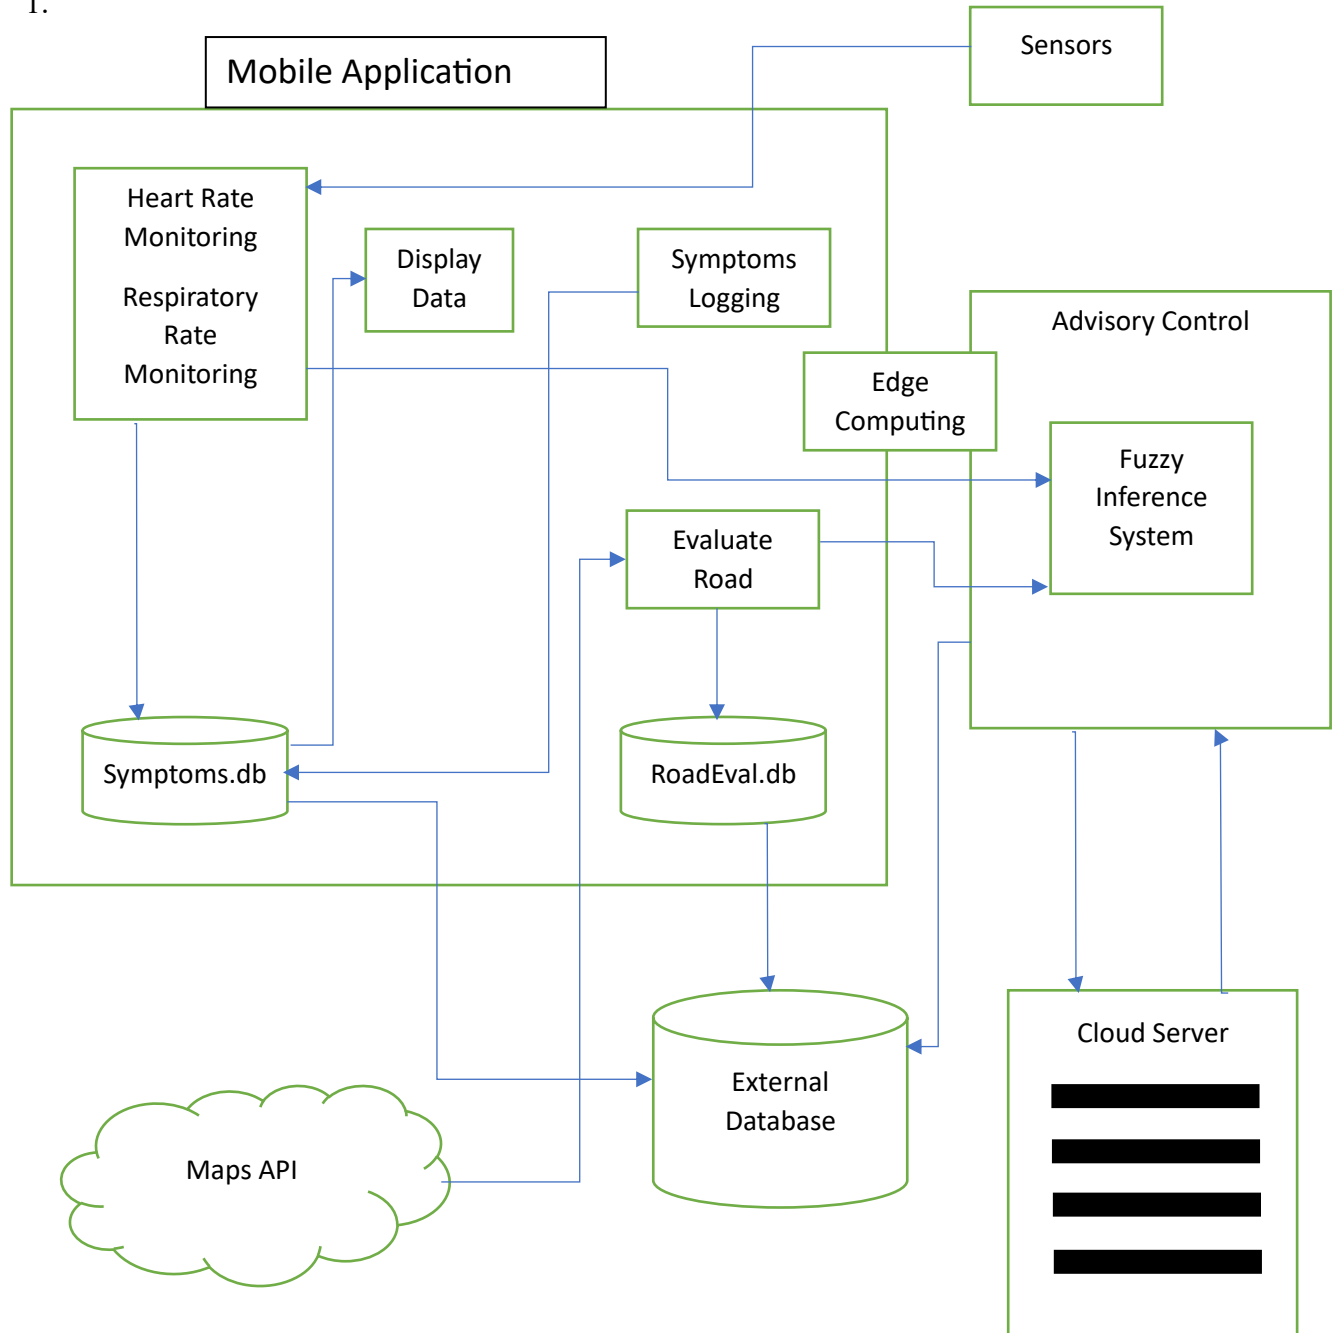 1.
Sensors
Mobile Application
Heart Rate
Monitoring
Respiratory
Rate
Monitoring
Display
Data
Symptoms
Logging
Advisory Control
Edge
Computing
Fuzzy
Inference
System
Evaluate
Road
Symptoms.db
RoadEval.db
Cloud Server
External
Database
Maps API